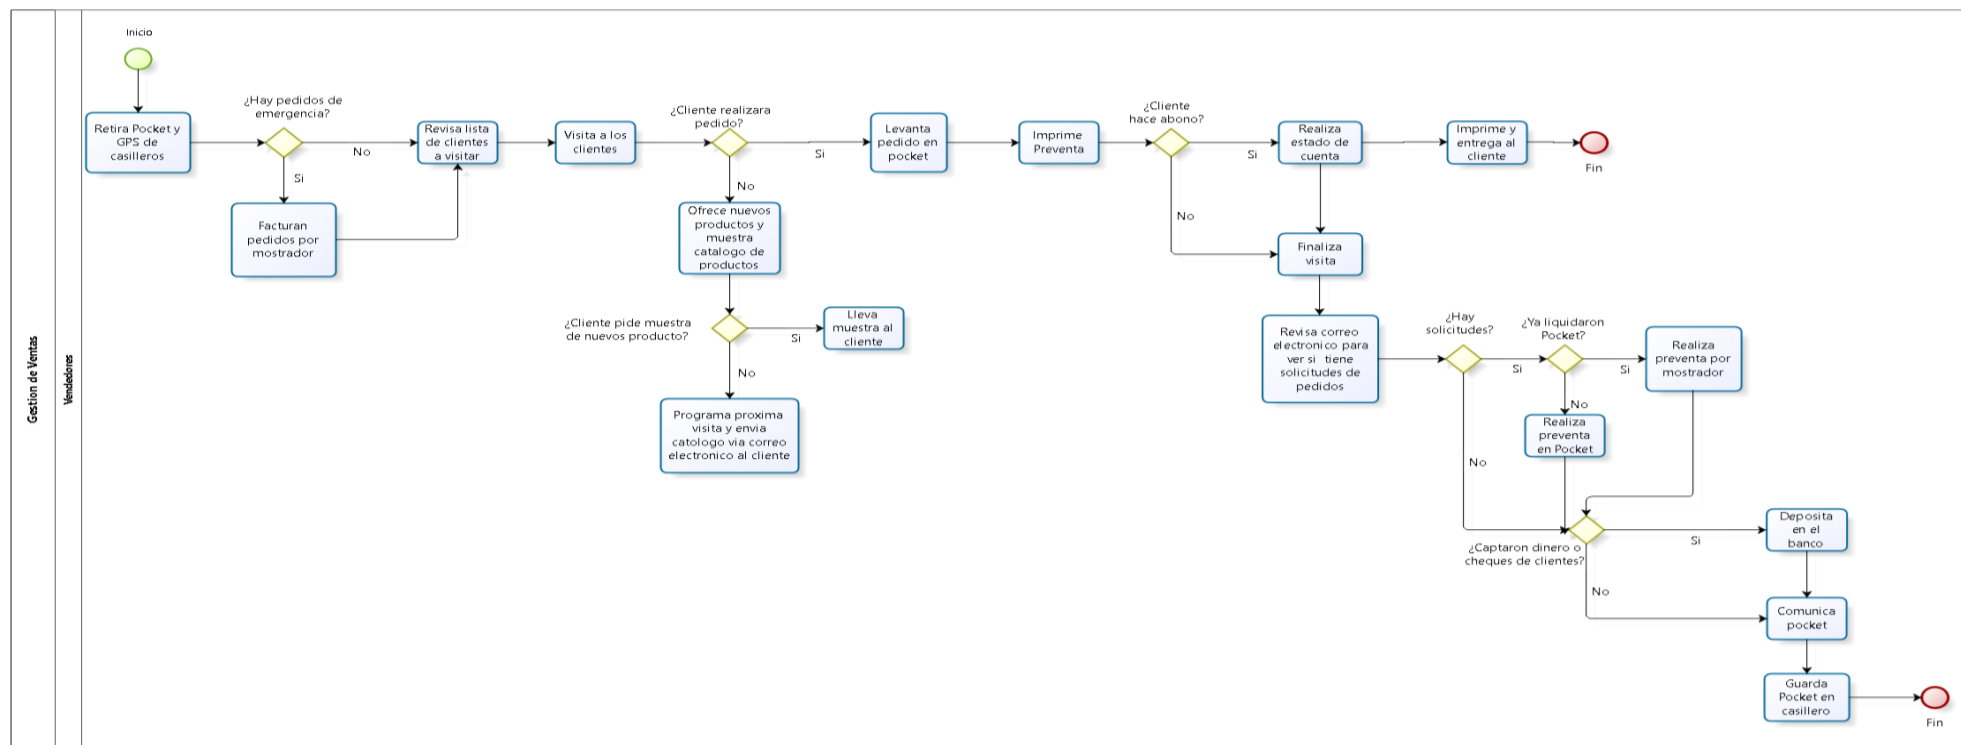 Gestion de Ventas
Vendedores
Inicio
Retira Pocket y
GPS de
casilleros
¿Hay pedidos de
emergencia?
No
Si
Facturan
pedidos por
mostrador
Revisa lista
de clientes
a visitar
Visita a los
clientes
¿Cliente realizara
pedido?
Si
No
Ofrece nuevos
productos y
muestra
catalogo de
productos
¿Cliente pide muestra
de nuevo producto?
Si
Lleva
muestra al
cliente
No
Programa proxima
visita y envia
catologo via correo
electronico al cliente
Levanta
pedido en
pocket
Imprime
Preventa
¿Cliente
hace abono?
Si
No
Realiza
estado de
cuenta
Imprime y
entrega al
cliente
Fin
Finaliza
visita
Revisa correo
electronico para
ver si tiene
solicitudes de
pedidos
¿Hay
solicitudes?
Si
No
¿Ya liquidaron
Pocket?
Si
No
Realiza
preventa por
mostrador
Realiza
preventa
en Pocket
¿Captaron dinero o
cheques de clientes?
Si
No
Deposita
en el
banco
Comunica
pocket
Guarda
Pocket en
casillero
Fin